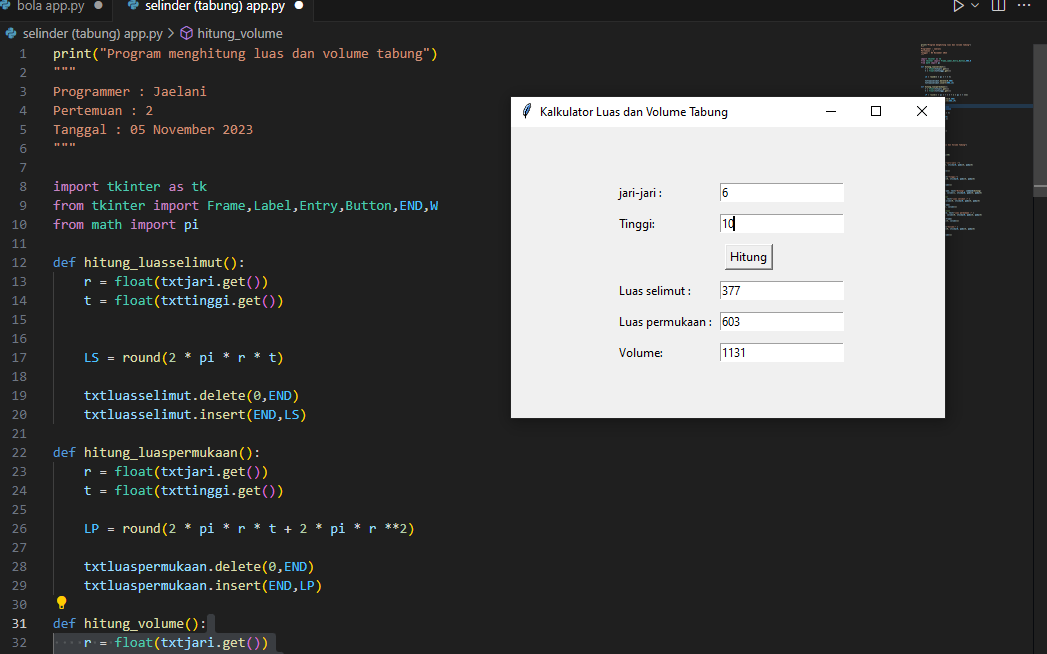 bola app.py
selinder (tabung) app.py
selinder (tabung) app.py > hitung_volume
1 print("Program menghitung luas dan volume tabung")
2 """
3 Programmer : Jaelani
4 Pertemuan : 2
5 Tanggal : 05 November 2023
6 """
7
8 import tkinter as tk
9 from tkinter import Frame,Label,Entry,Button,END,W
10 from math import pi
11
12 def hitung_luasselimut():
13 r = float(txtjari.get())
14 t = float(txttinggi.get())
15
16
17 LS = round(2 * pi * r * t)
18
19 txtluasselimut.delete(0,END)
20 txtluasselimut.insert(END,LS)
21
22 def hitung_luaspermukaan():
23 r = float(txtjari.get())
24 t = float(txttinggi.get())
25
26 LP = round(2 * pi * r * t + 2 * pi * r **2)
27
28 txtluaspermukaan.delete(0,END)
29 txtluaspermukaan.insert(END,LP)
30
31 def hitung_volume():
32 r = float(txtjari.get())
Kalkulator Luas dan Volume Tabung
jari-jari : 6
Tinggi: 10
Hitung
Luas selimut : 377
Luas permukaan : 603
Volume: 1131